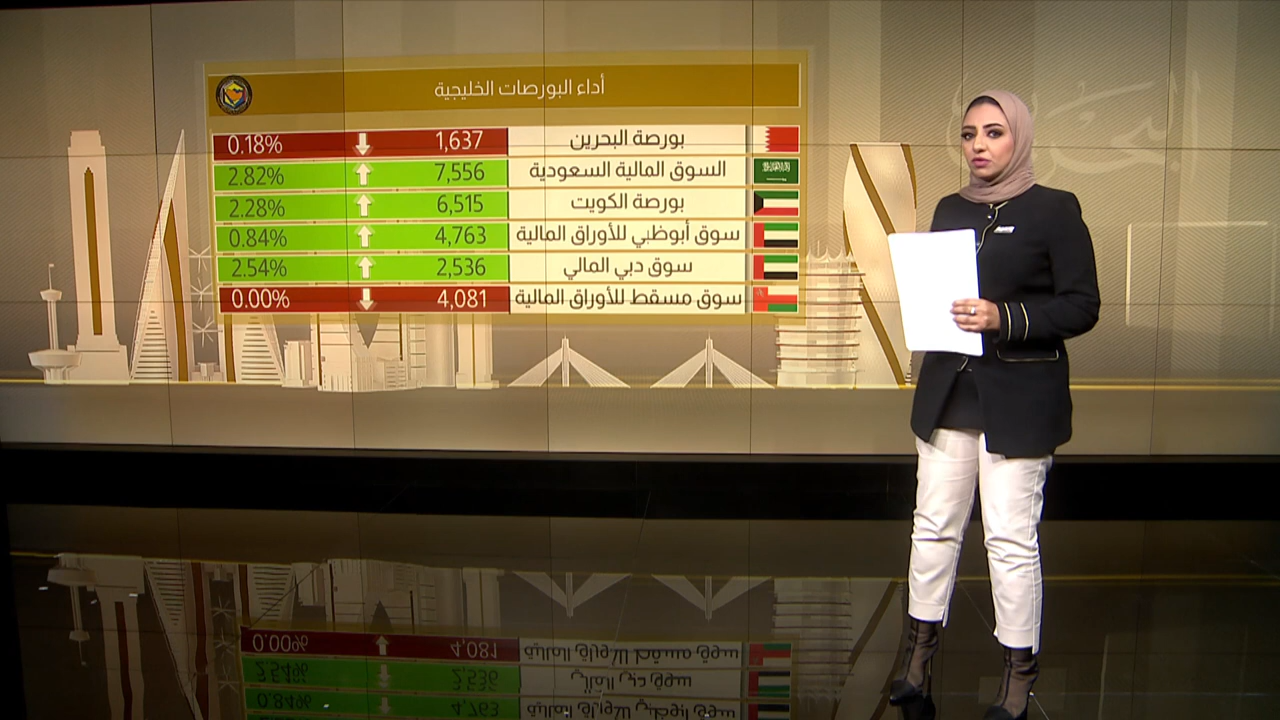 أداء البورصات الخليجية
بورصة البحرين 1,637 0.18%
السوق المالية السعودية 7,556 2.82%
بورصة الكويت 6,515 2.28%
سوق أبوظبي للأوراق المالية 4,763 0.84%
سوق دبي المالي 2,536 2.54%
سوق مسقط للأوراق المالية 4,081 0.00%